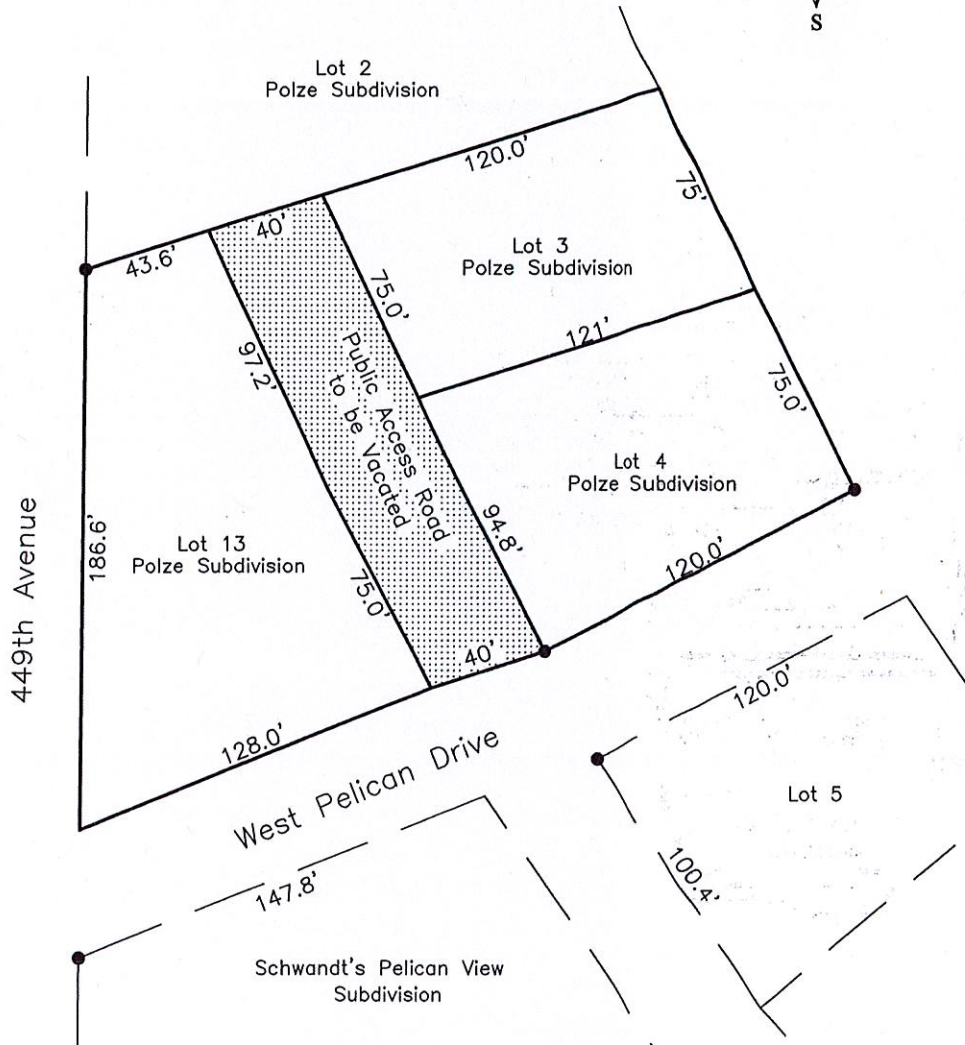 S
Lot 2
Polze Subdivision
120.0'
40'
43.6'
75'
Lot 3
Polze Subdivision
75.0'
97.2'
Public Access Road
to be Vacated
121'
75.0'
Lot 4
Polze Subdivision
94.8'
449th Avenue
186.6'
Lot 13
Polze Subdivision
75.0'
120.0'
40'
128.0'
West Pelican Drive
120.0'
Lot 5
147.8'
100.4'
Schwandt's Pelican View
Subdivision